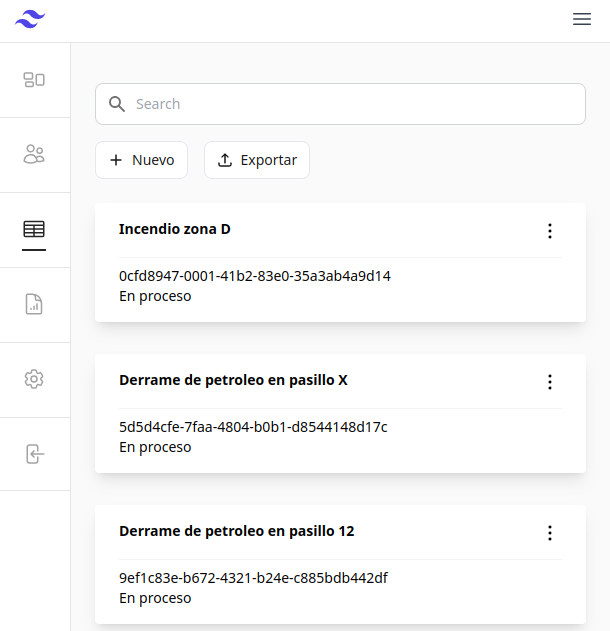 Search
Nuevo
Exportar
Incendio zona D
0cfd8947-0001-41b2-83e0-35a3ab4a9d14
En proceso
Derrame de petroleo en pasillo X
5d5d4cfe-7faa-4804-b0b1-d8544148d17c
En proceso
Derrame de petroleo en pasillo 12
9ef1c83e-b672-4321-b24e-c885bdb442df
En proceso